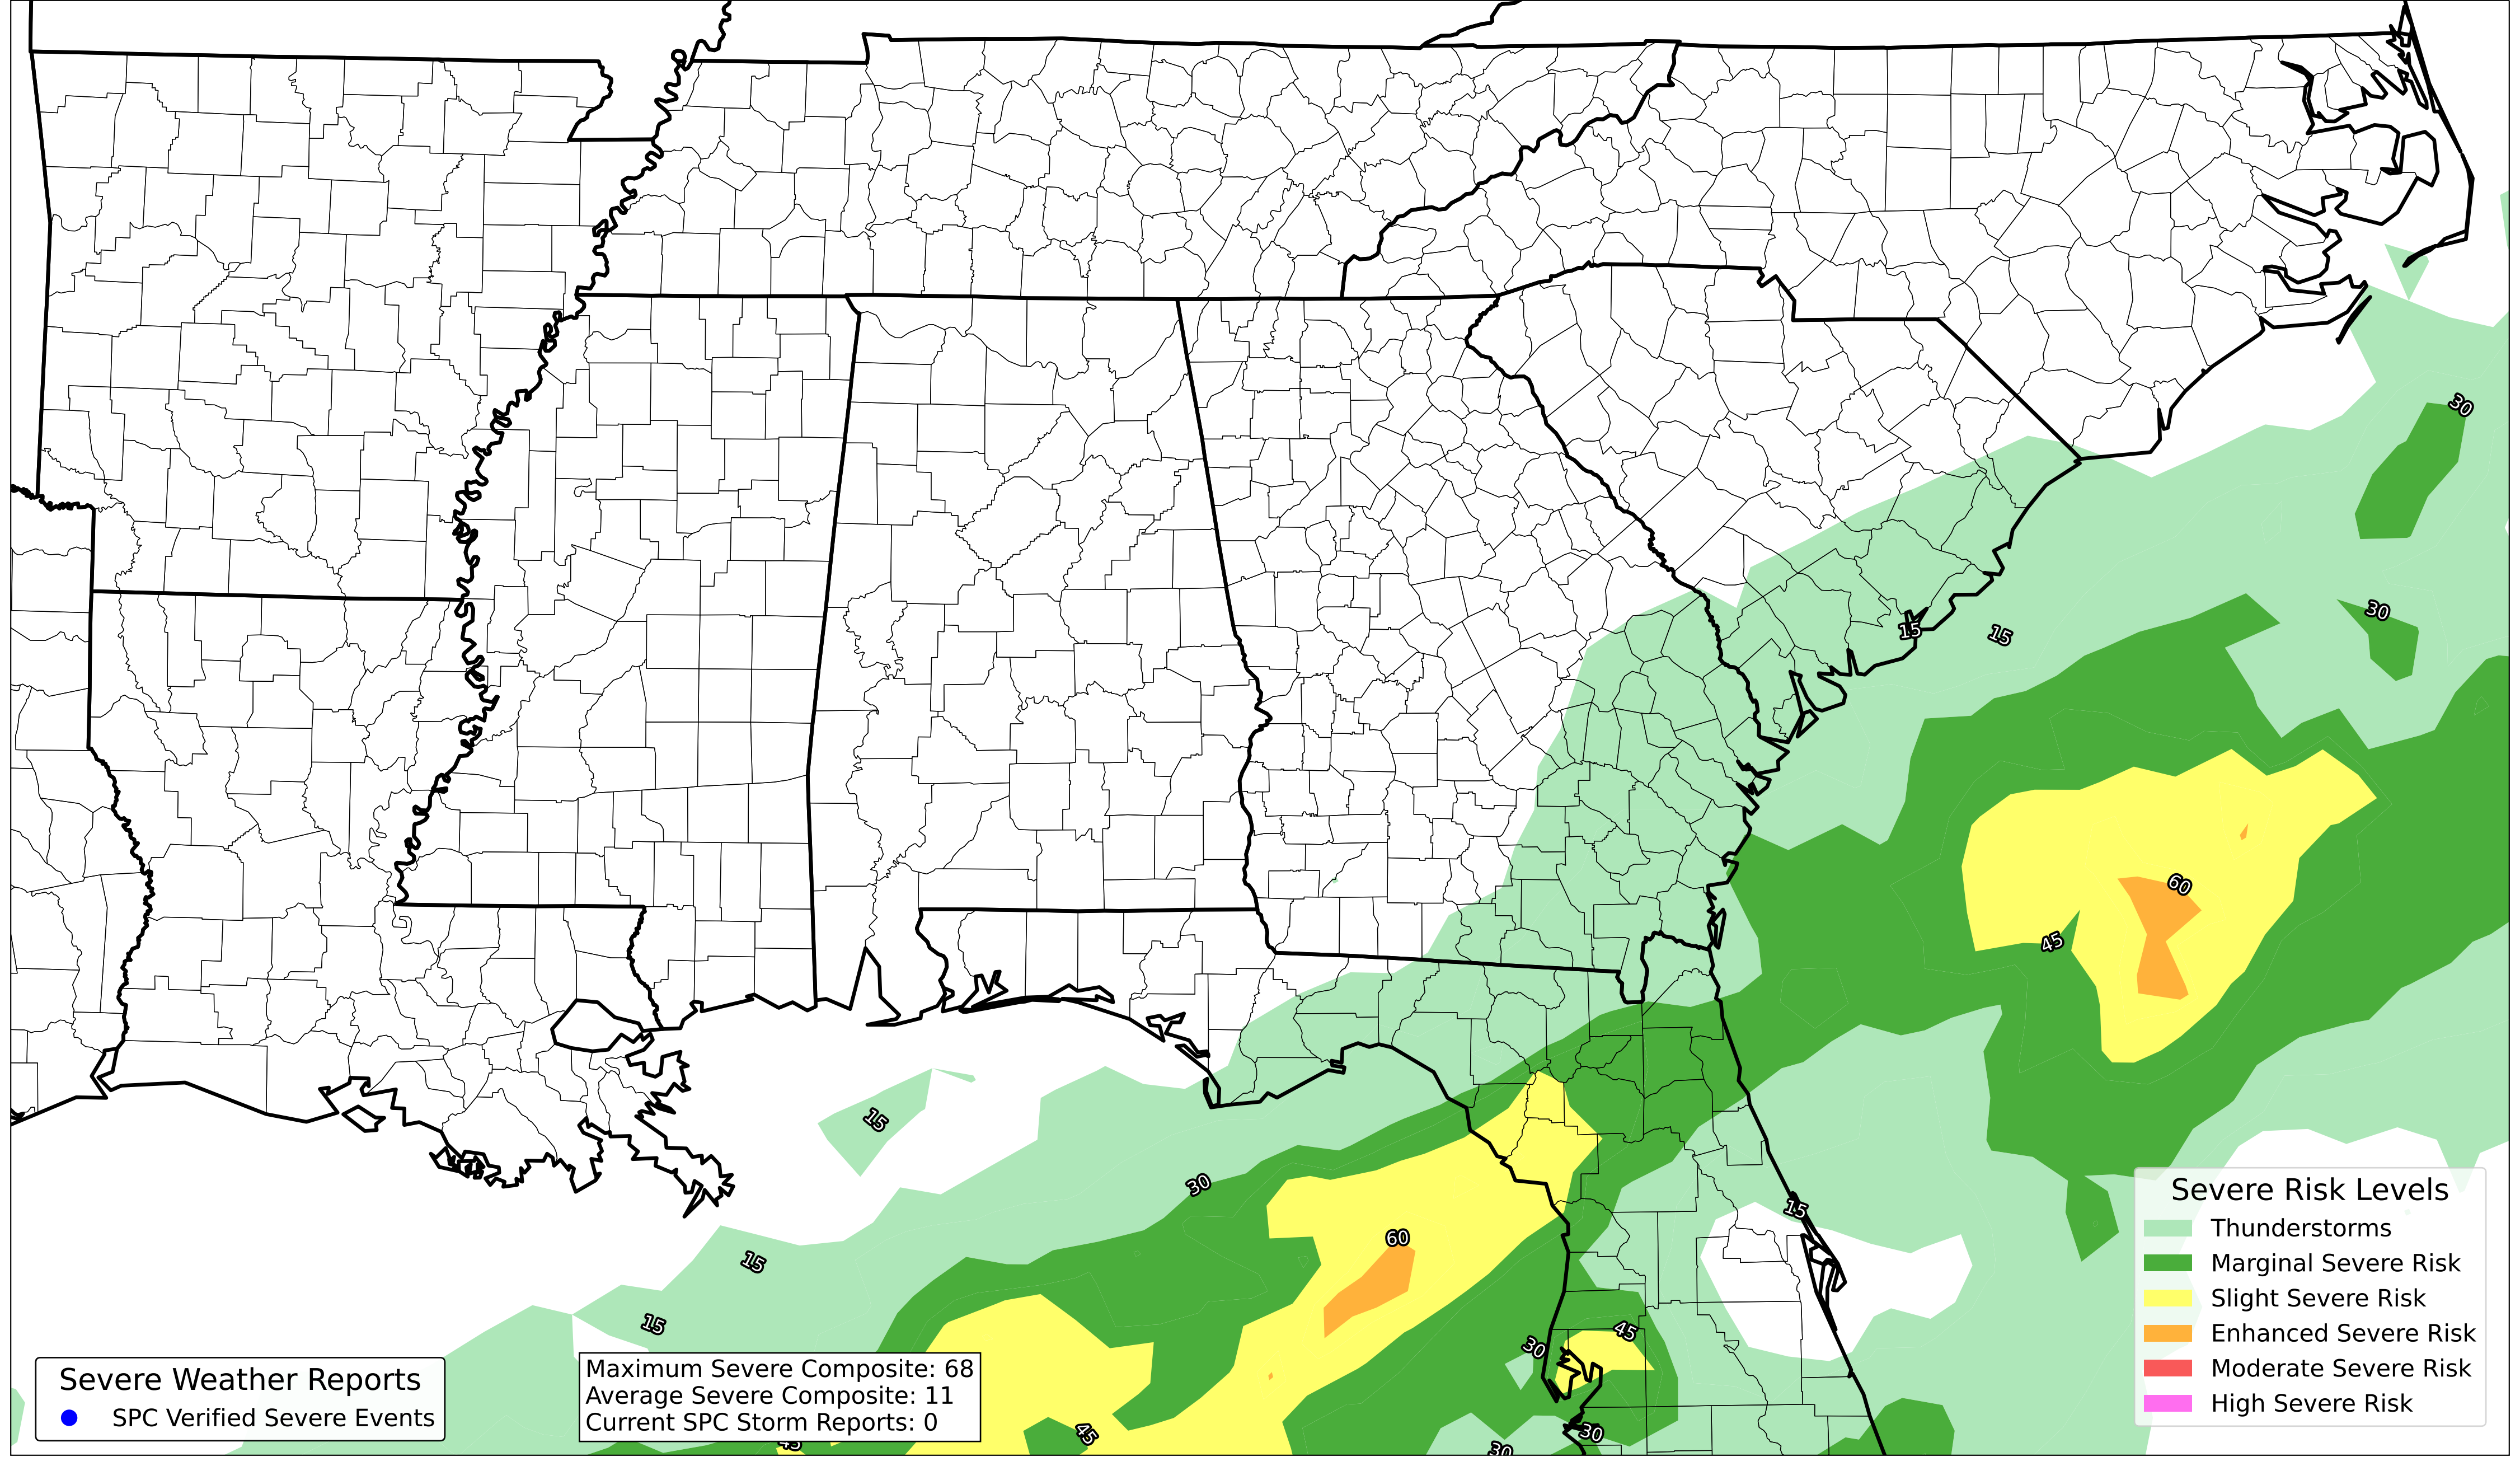 30
30
15
15
60
45
15
30
15
60
15
15
45
30
45
30
45
30
Severe Risk Levels
Thunderstorms
Marginal Severe Risk
Slight Severe Risk
Enhanced Severe Risk
Moderate Severe Risk
High Severe Risk
Severe Weather Reports
SPC Verified Severe Events
Maximum Severe Composite: 68
Average Severe Composite: 11
Current SPC Storm Reports: 0